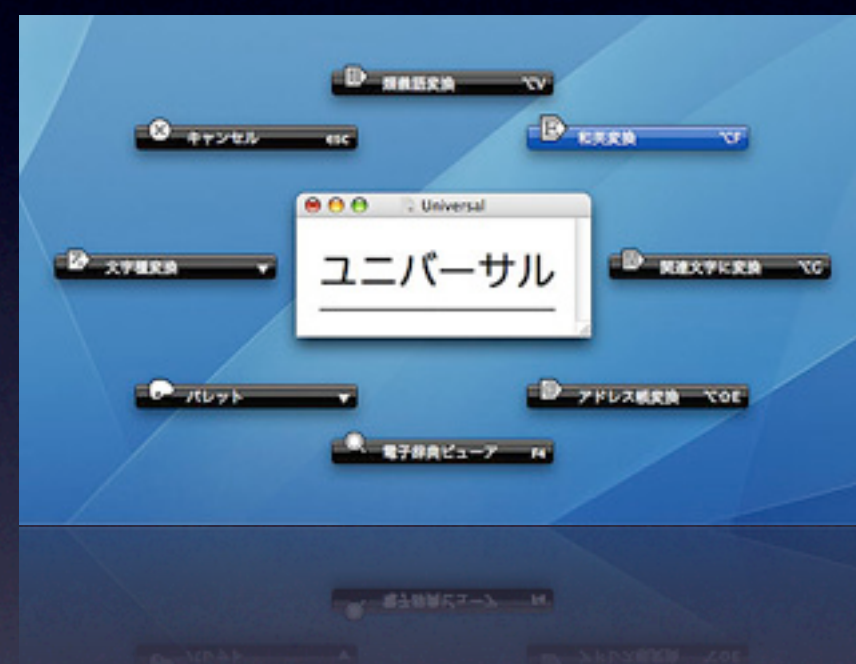 類義語変換 ⌥V
キャンセル esc
和英変換 ⌥F
Universal
ユニバーサル
文字種変換 ▼
関連文字に変換 ⌥G
パレット ▼
アドレス帳変換 ⌥OE
電子辞典ビューア F4